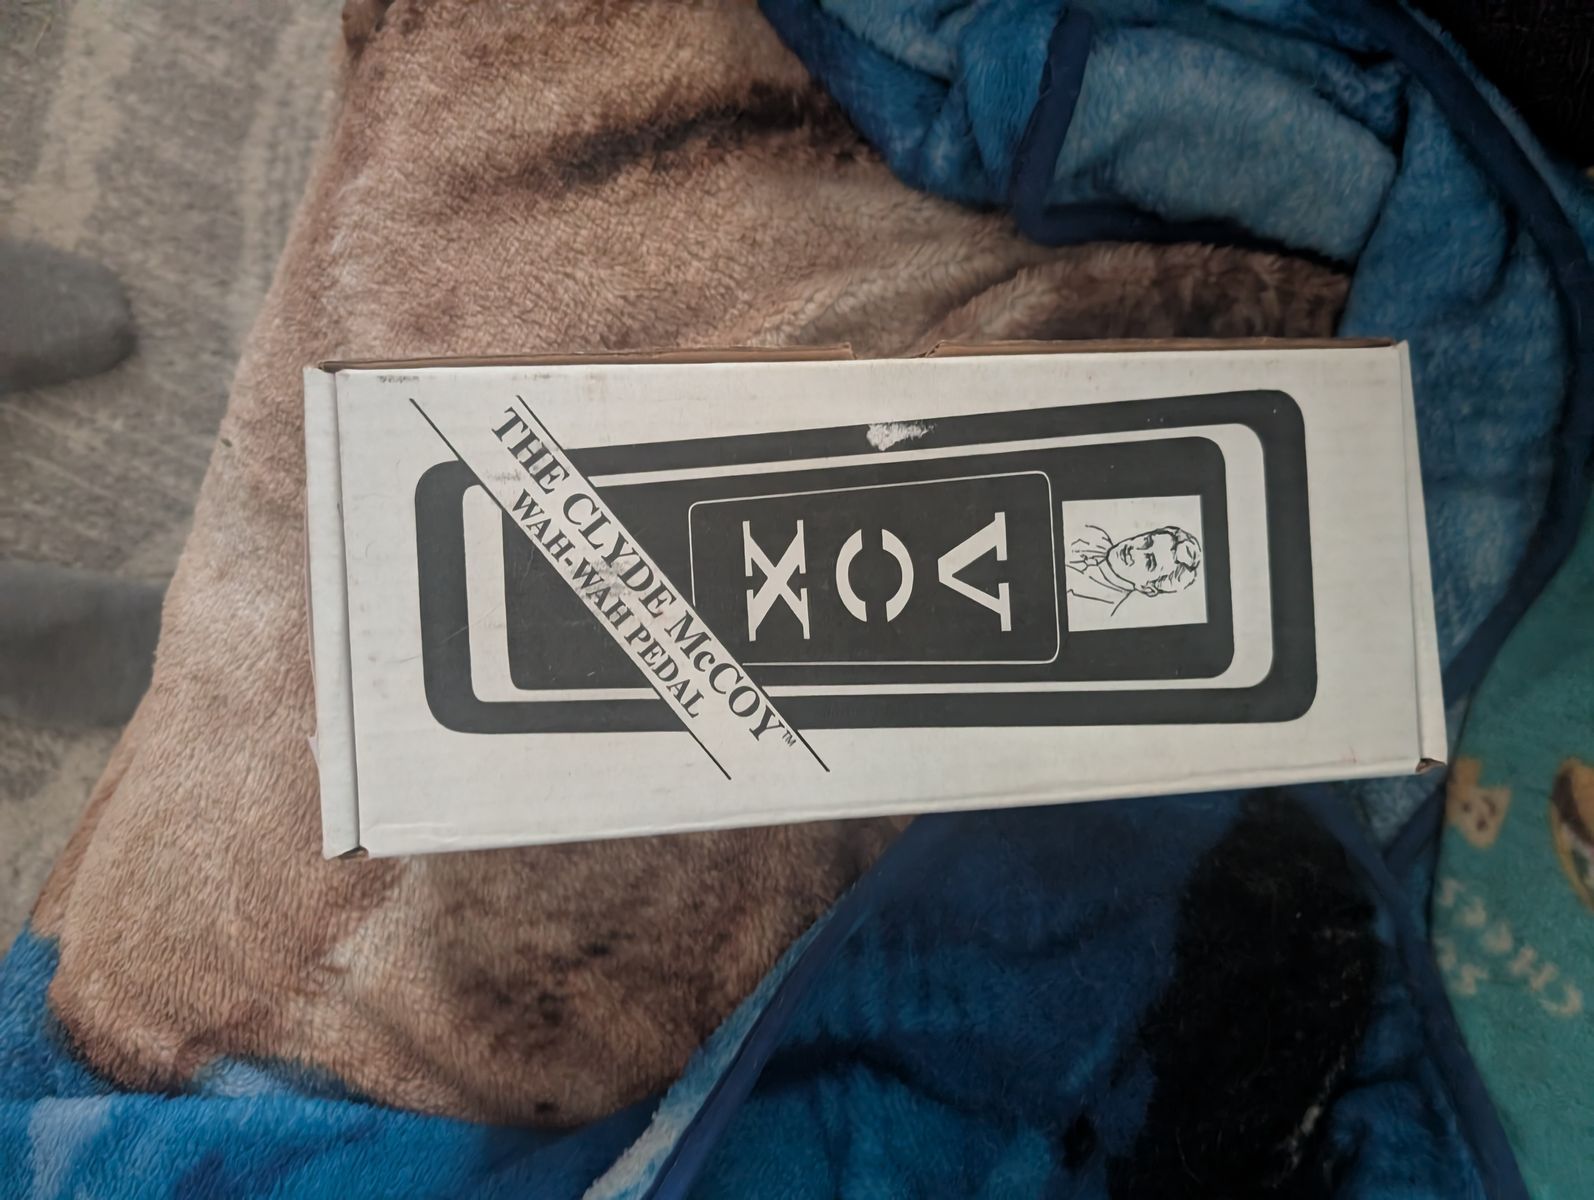 VOX
THE CLYDE McCOY™
WAH-WAH PEDAL